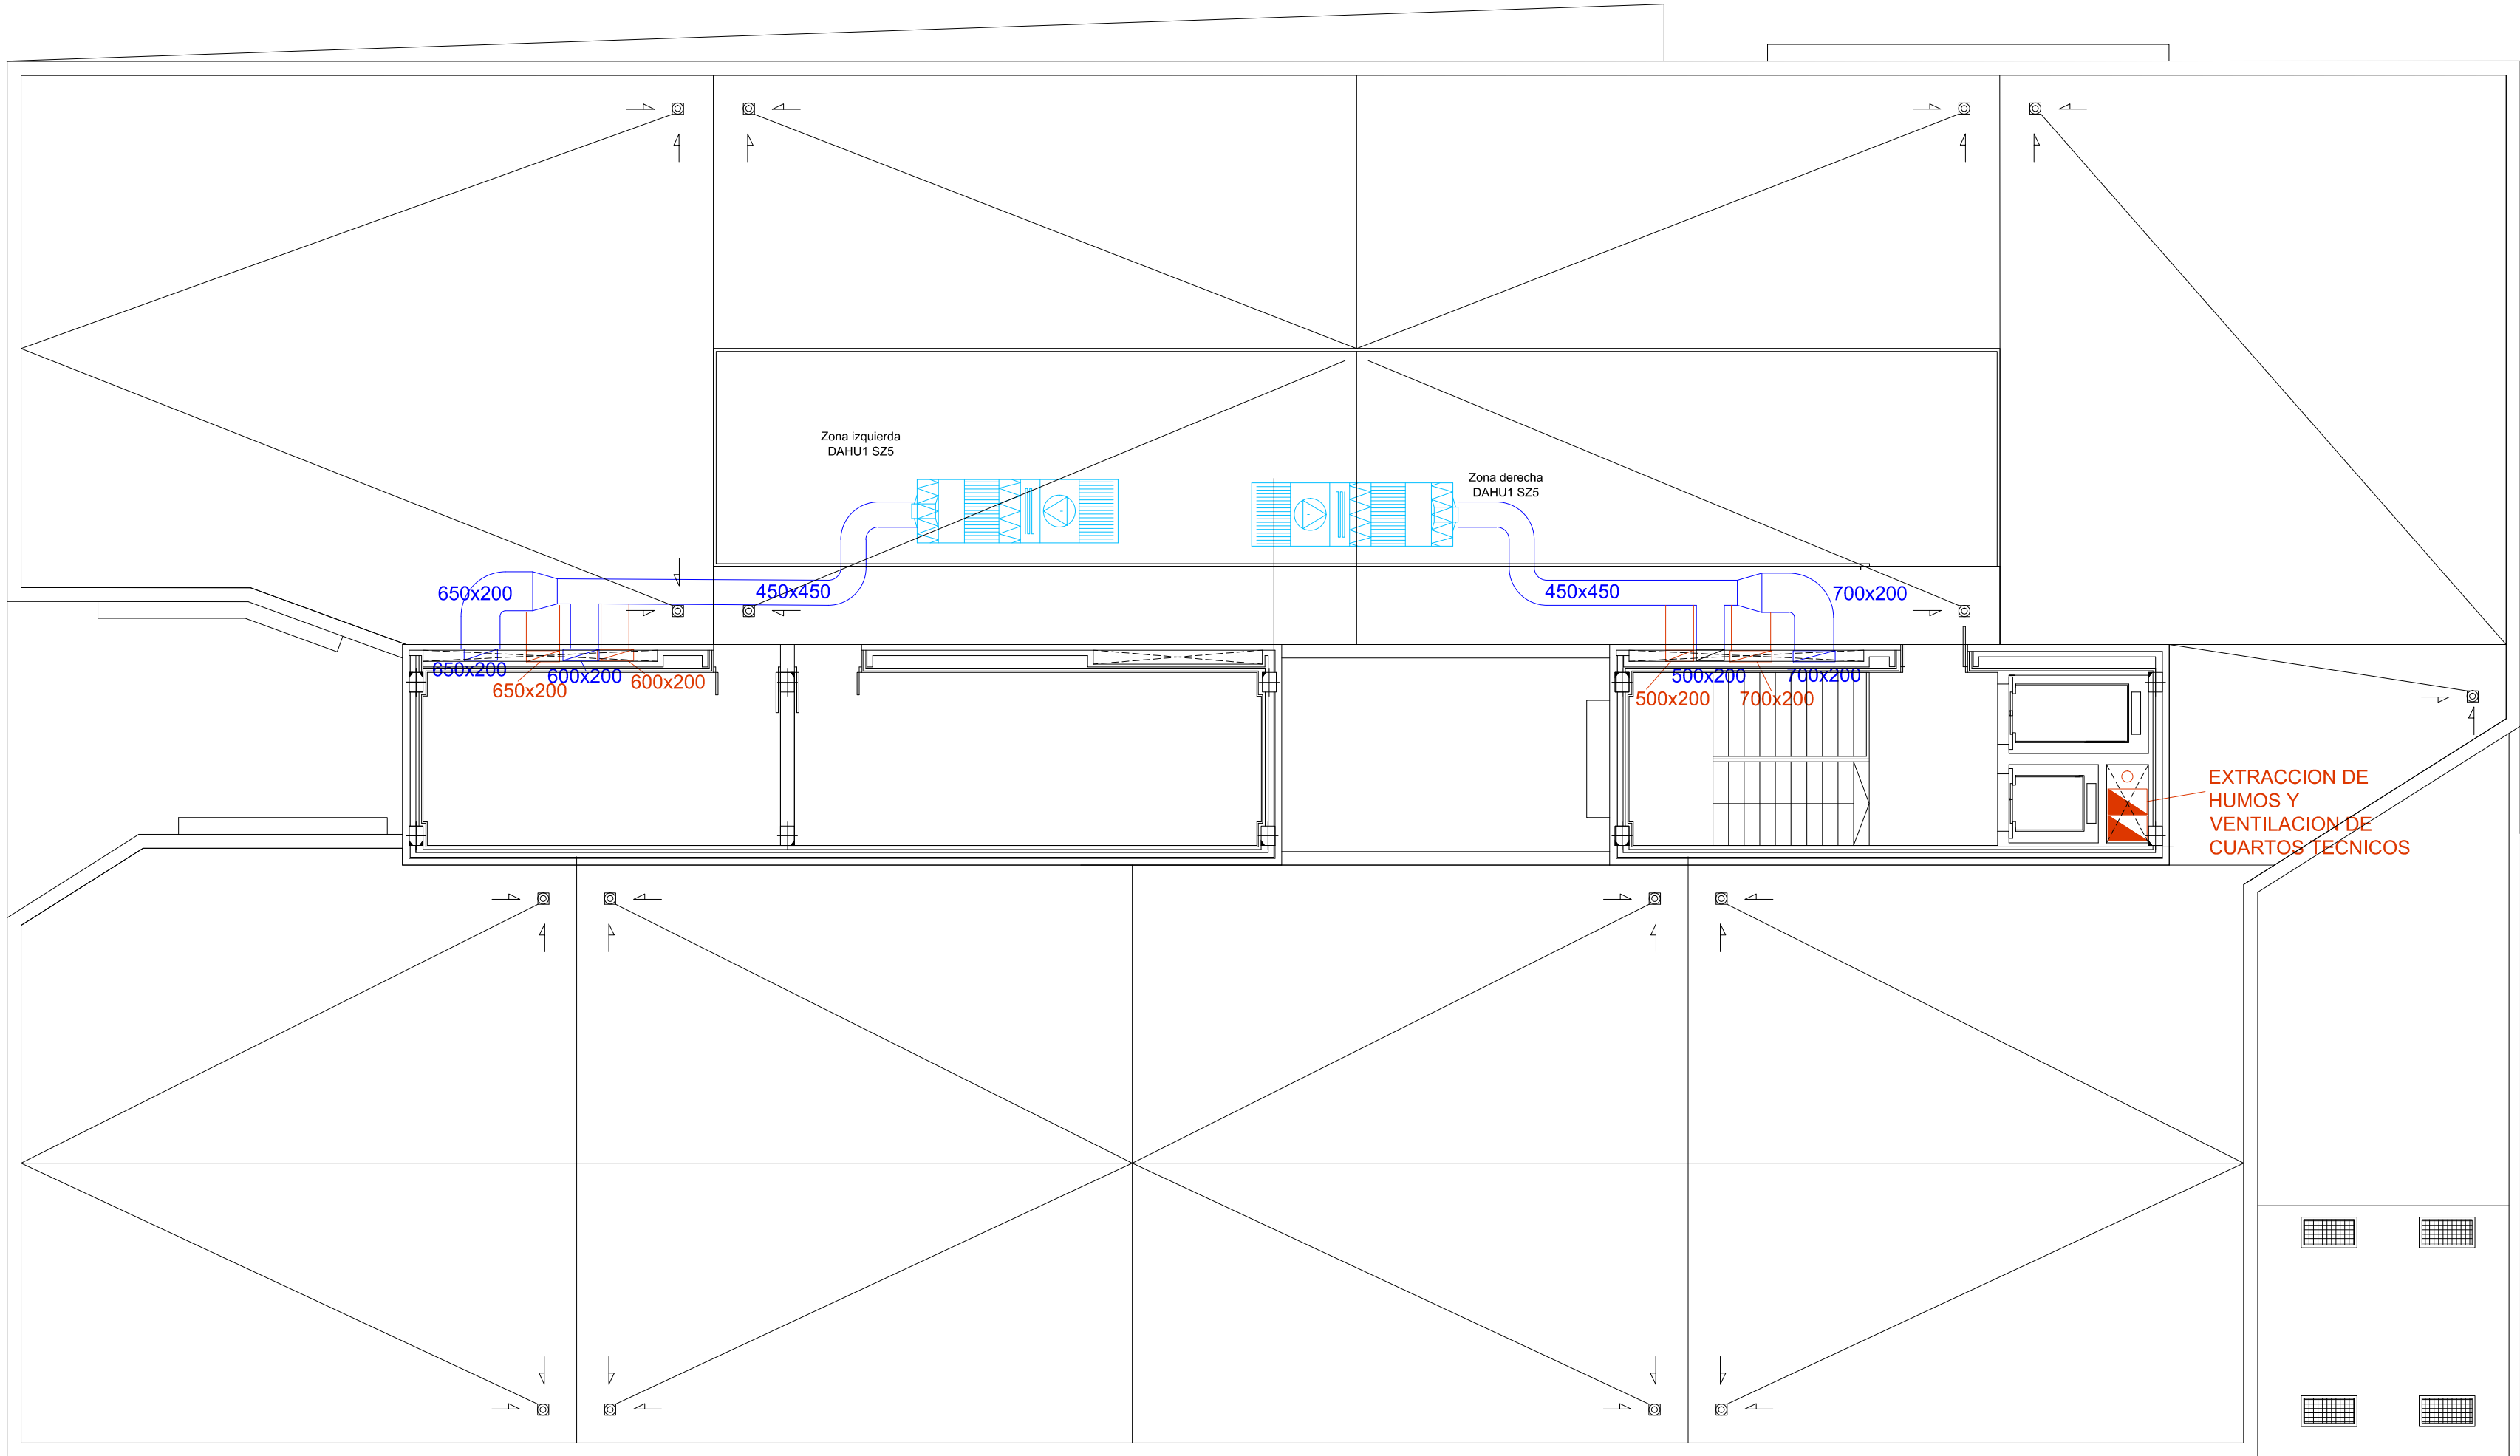 Zona izquierda
DAHU1 SZ5
Zona derecha
DAHU1 SZ5
650x200
450x450
450x450
700x200
650x200
650x200
600x200
600x200
500x200
500x200
700x200
700x200
EXTRACCION DE
HUMOS Y
VENTILACION DE
CUARTOS TECNICOS